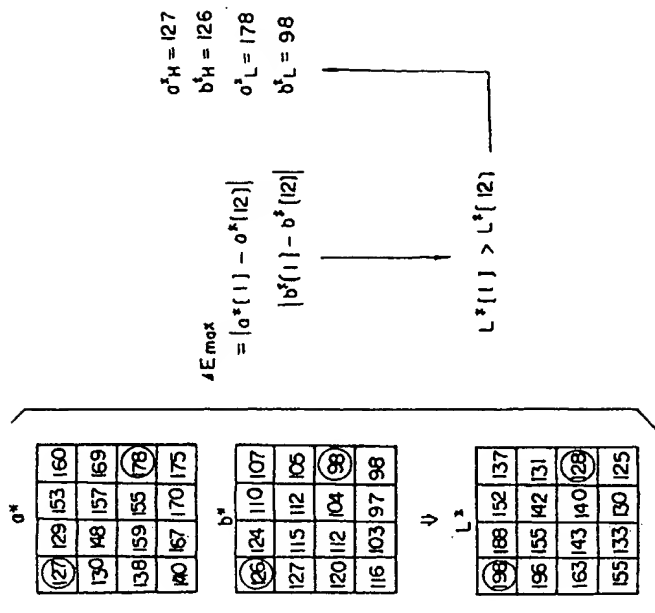 a*
127 129 153 160
130 148 157 169
138 159 155 178
140 167 170 175
b*
126 124 110 107
127 115 112 105
120 112 104 98
116 103 97 98
⇓
L*
198 188 152 137
196 155 142 131
163 143 140 128
155 133 130 125
⊿Emax
=|a*(1)-a*(12)|
|b*(1)-b*(12)|
L*(1) > L*(12)
a*H=127
b*H=126
a*L=178
b*L=98